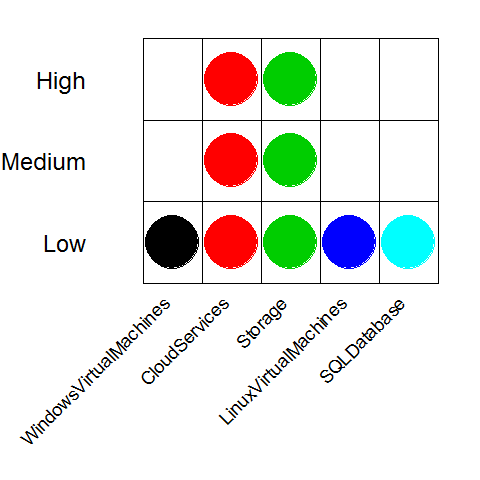 High
Medium
Low
WindowsVirtualMachines
CloudServices
Storage
LinuxVirtualMachines
SQLDatabase